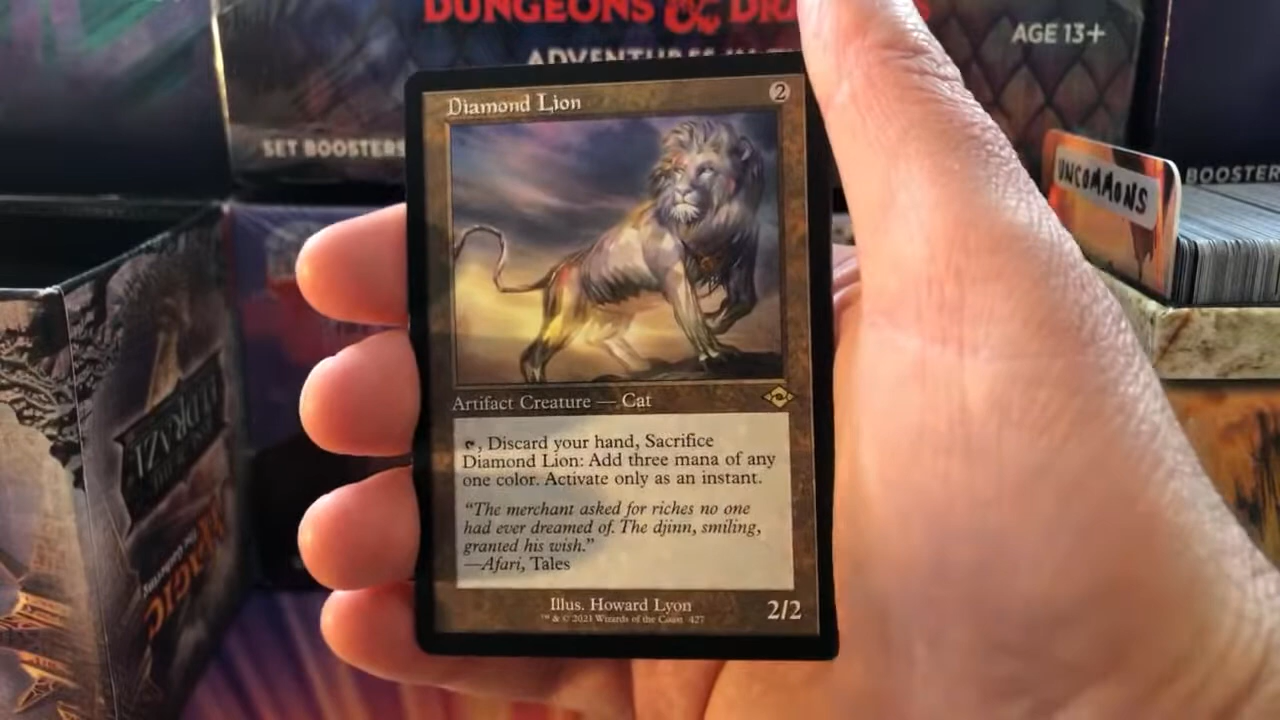 DUNGEONS & DRA
ADVENTURES IN T
AGE 13+
SET BOOSTERS
Diamond Lion 2
UNCOMMONS
BOOSTER
Artifact Creature — Cat
, Discard your hand, Sacrifice
Diamond Lion: Add three mana of any
one color. Activate only as an instant.
“The merchant asked for riches no one
had ever dreamed of. The djinn, smiling,
granted his wish.”
—Afari, Tales
Illus. Howard Lyon
™ & © 2021 Wizards of the Coast 427
2/2
MAGIC
THE GATHERING